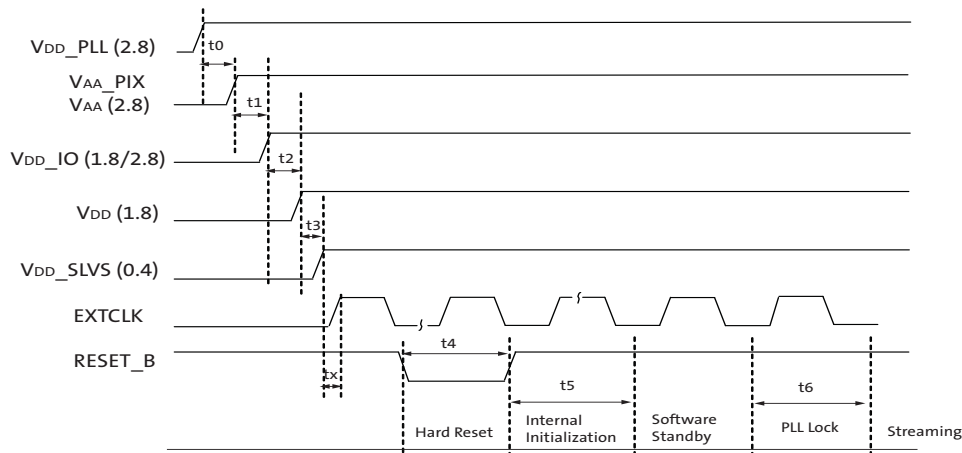 VDD_PLL (2.8)
t0
VAA_PIX
VAA (2.8)
t1
VDD_IO (1.8/2.8)
t2
VDD (1.8)
t3
VDD_SLVS (0.4)
EXTCLK
RESET_B
t4
tx
t5
t6
Hard Reset
Internal
Initialization
Software
Standby
PLL Lock
Streaming